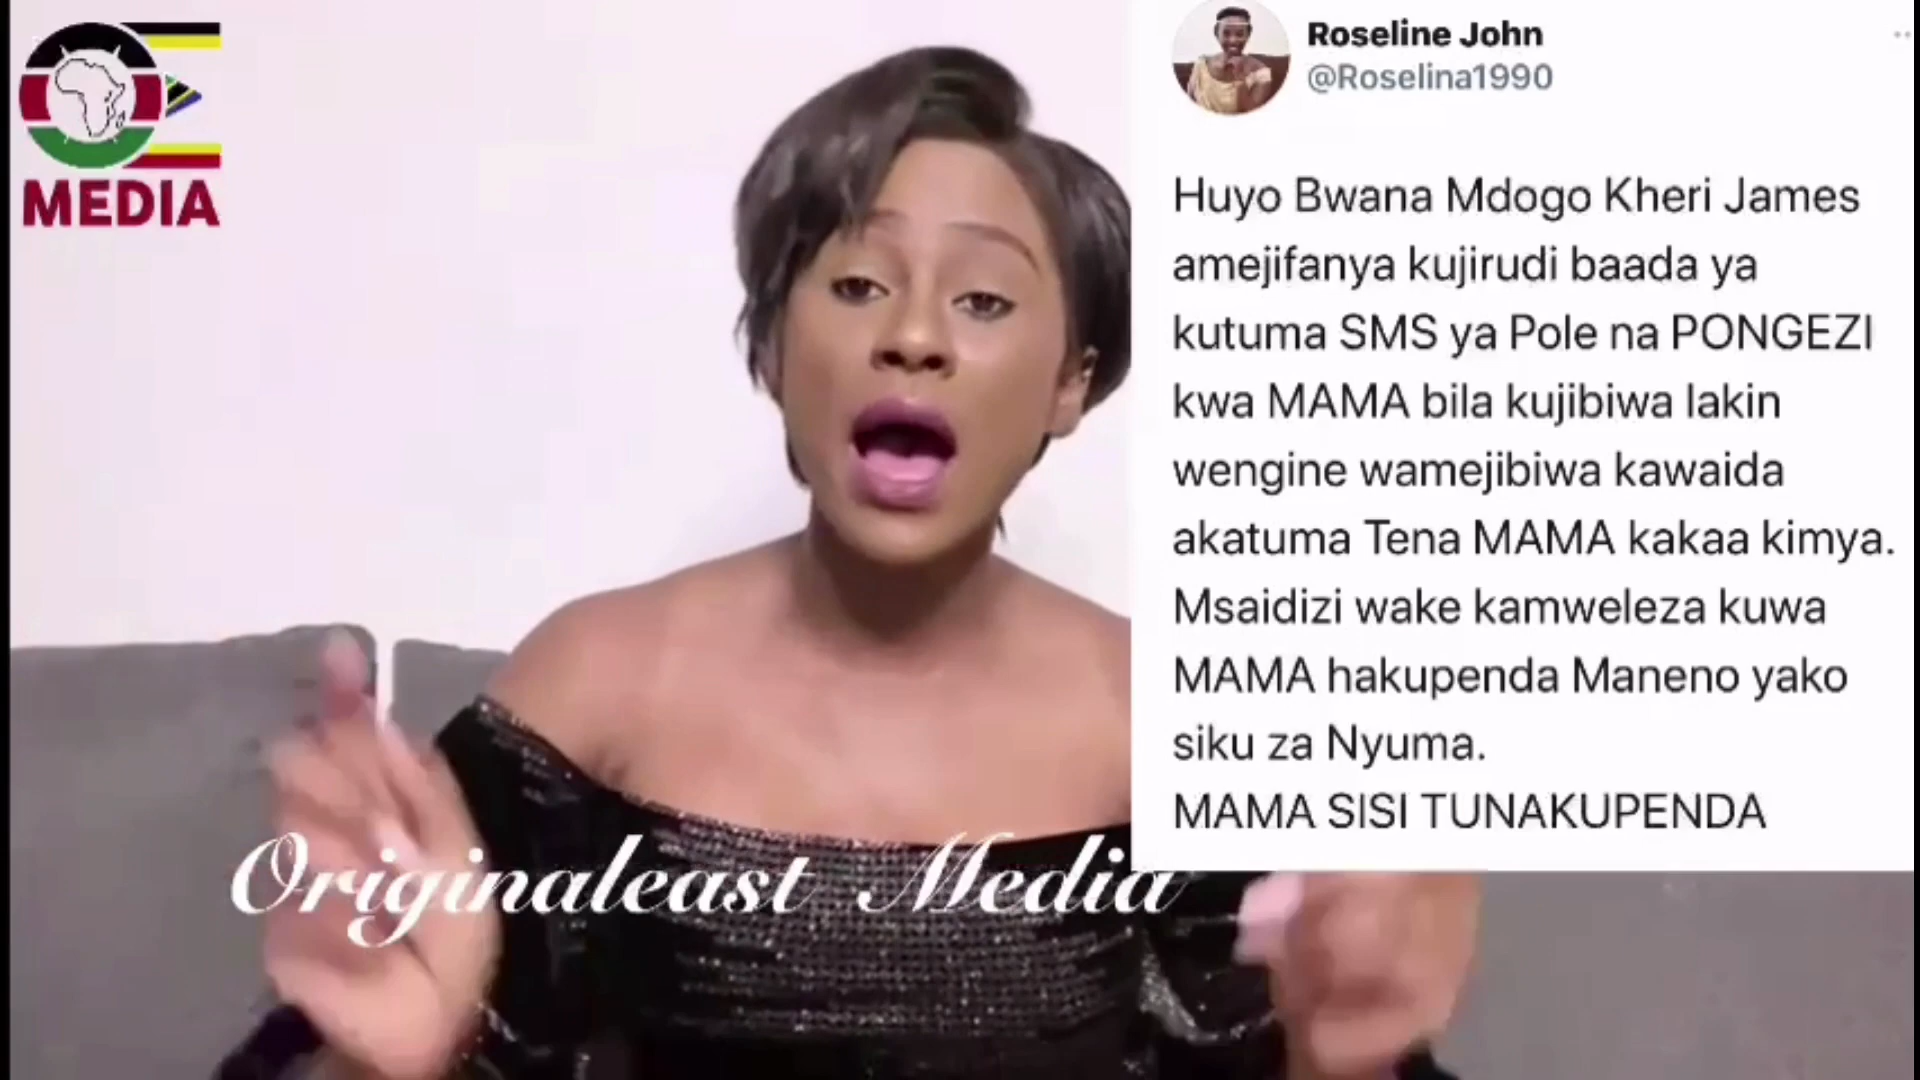 MEDIA
Roseline John
@Roselina1990
Huyo Bwana Mdogo Kheri James
amejifanya kujirudi baada ya
kutuma SMS ya Pole na PONGEZI
kwa MAMA bila kujibiwa lakin
wengine wamejibiwa kawaida
akatuma Tena MAMA kakaa kimya.
Msaidizi wake kamweleza kuwa
MAMA hakupenda Maneno yako
siku za Nyuma.
MAMA SISI TUNAKUPENDA
Originaleast Media